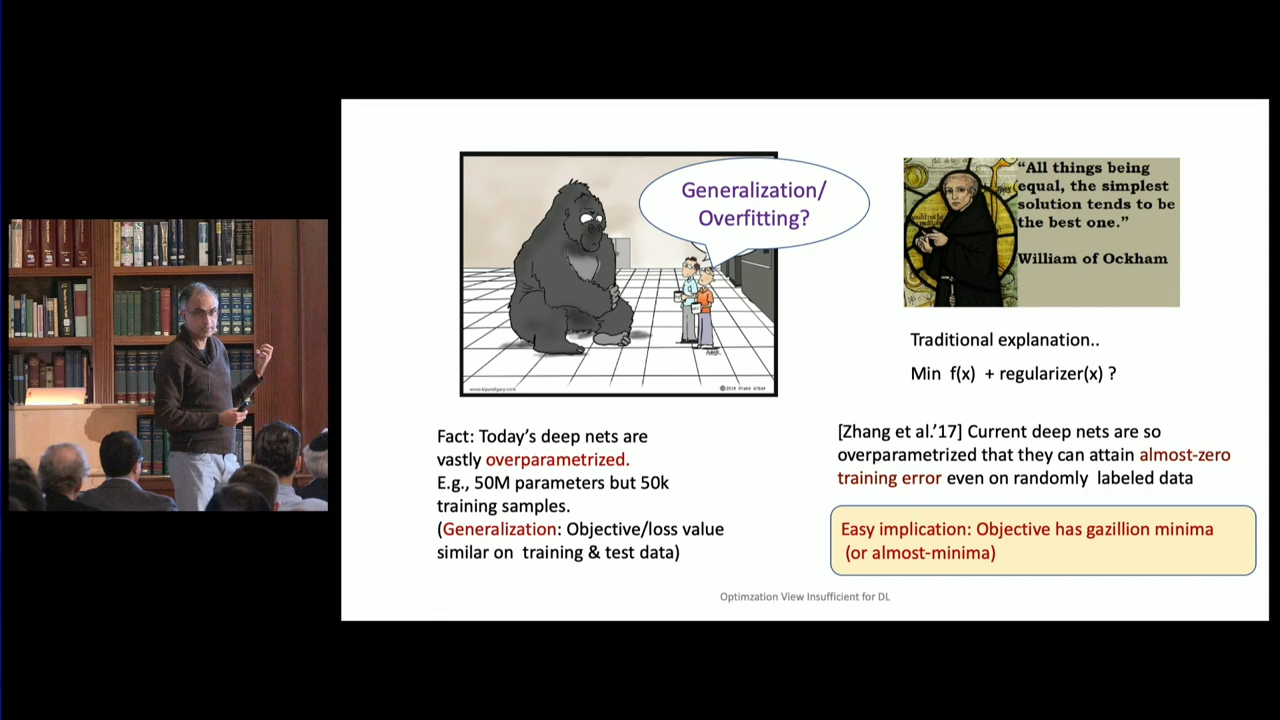 Generalization/
Overfitting?
www.kipandgary.com
“All things being
equal, the simplest
solution tends to be
the best one.”
William of Ockham
Traditional explanation..
Min f(x) + regularizer(x) ?
Fact: Today’s deep nets are
vastly overparametrized.
E.g., 50M parameters but 50k
training samples.
(Generalization: Objective/loss value
similar on training & test data)
[Zhang et al.’17] Current deep nets are so
overparametrized that they can attain almost-zero
training error even on randomly labeled data
Easy implication: Objective has gazillion minima
(or almost-minima)
Optimzation View Insufficient for DL